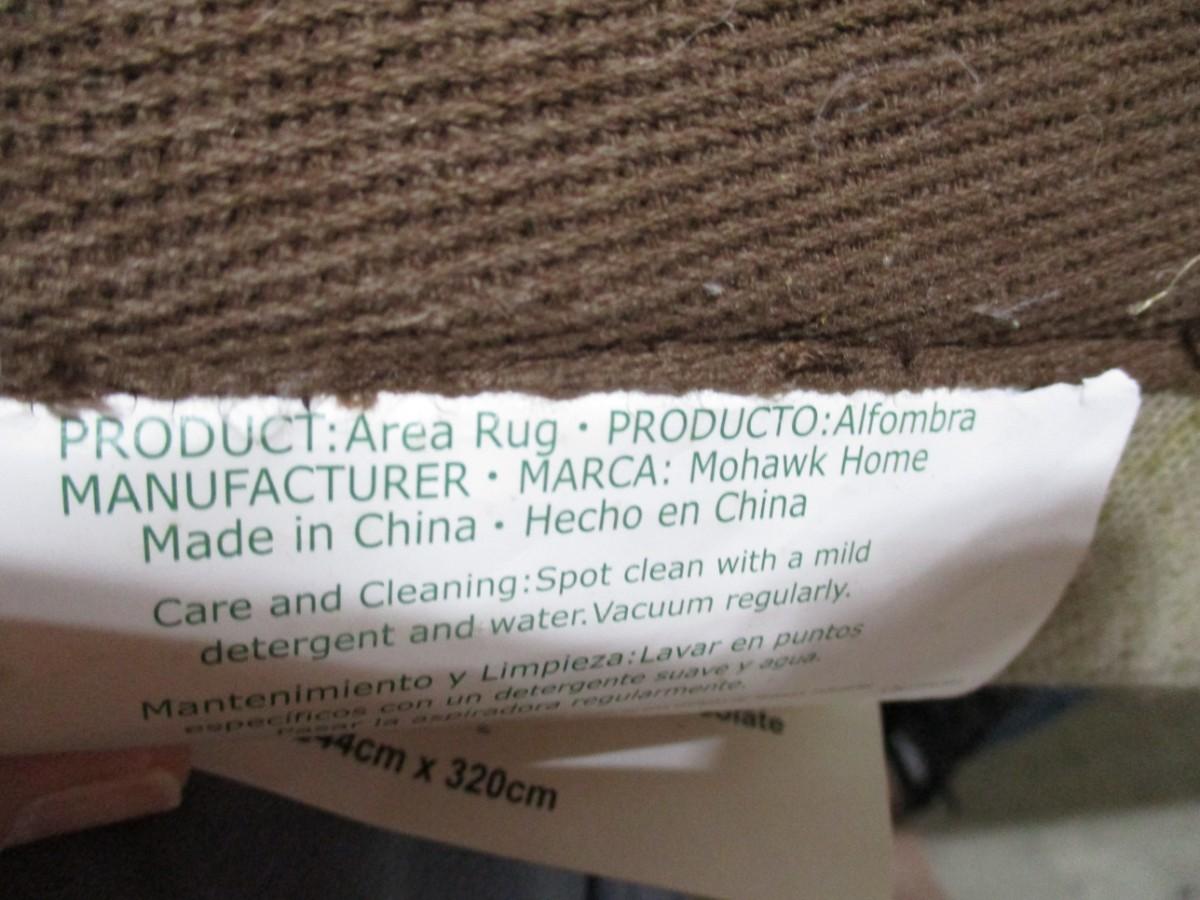 PRODUCT:Area Rug · PRODUCTO:Alfombra
MANUFACTURER · MARCA: Mohawk Home
Made in China · Hecho en China
Care and Cleaning:Spot clean with a mild
detergent and water.Vacuum regularly.
Mantenimiento y Limpieza:Lavar en puntos
específicos con un detergente suave y agua.
Pasar la aspiradora regularmente.
44cm x 320cm